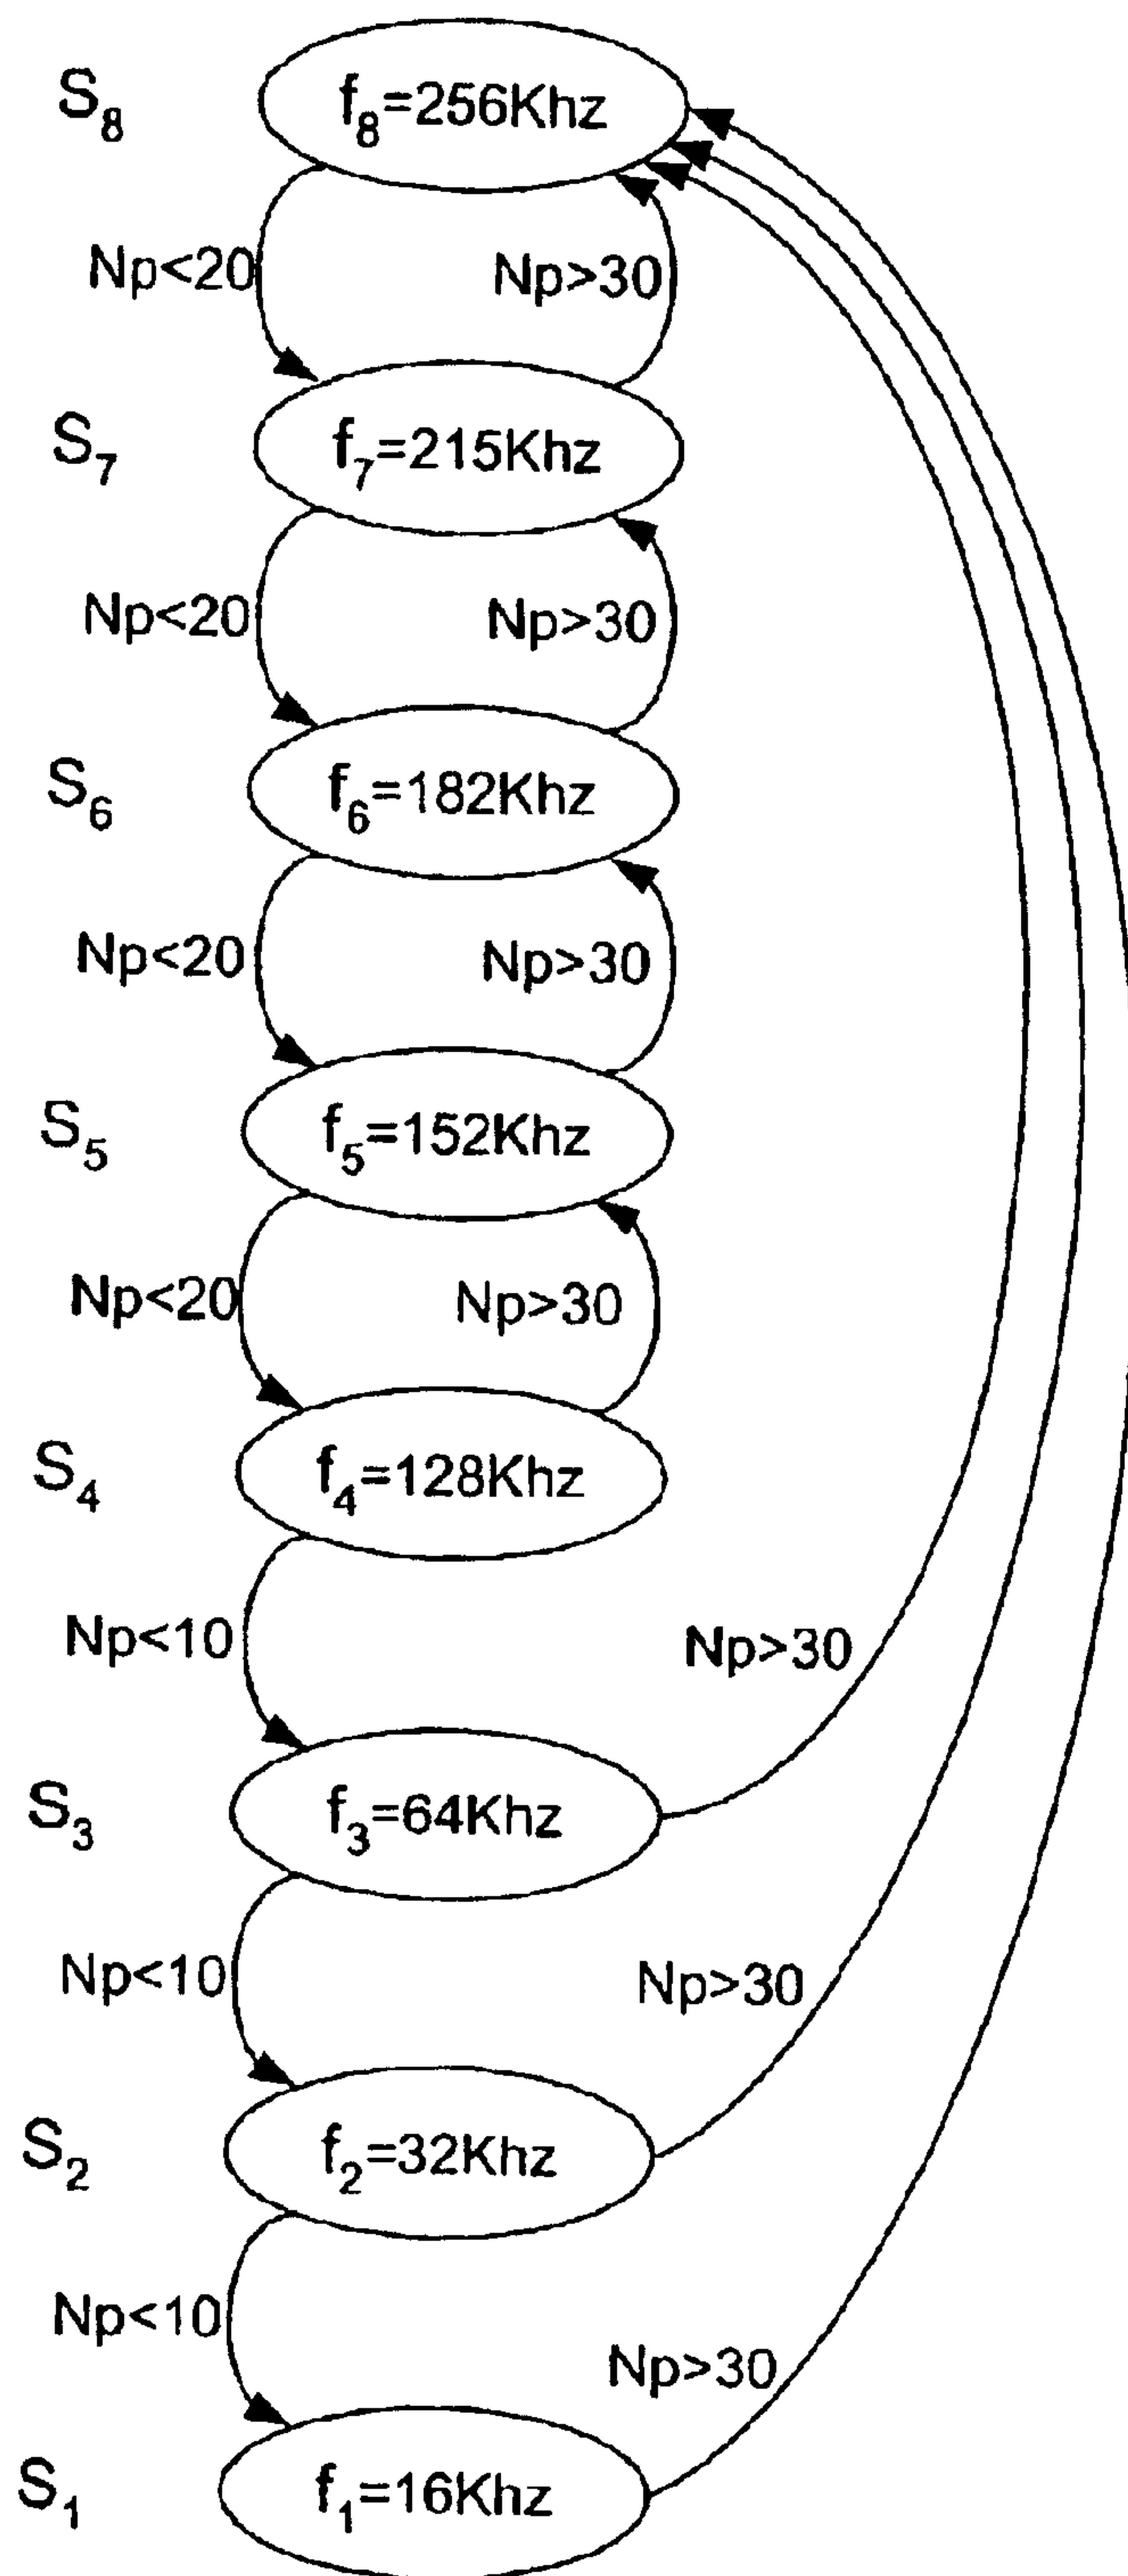 S8 f8=256Khz
Np<20 Np>30
S7 f7=215Khz
Np<20 Np>30
S6 f6=182Khz
Np<20 Np>30
S5 f5=152Khz
Np<20 Np>30
S4 f4=128Khz
Np<10 Np>30
S3 f3=64Khz
Np<10 Np>30
S2 f2=32Khz
Np<10 Np>30
S1 f1=16Khz